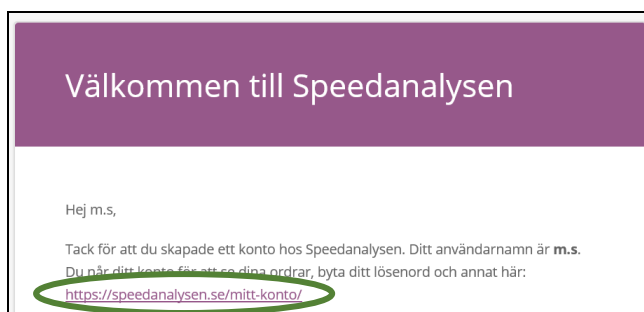 Välkommen till Speedanalysen
Hej m.s,
Tack för att du skapade ett konto hos Speedanalysen. Ditt användarnamn är m.s.
Du når ditt konto för att se dina ordrar, byta ditt lösenord och annat här:
https://speedanalysen.se/mitt-konto/